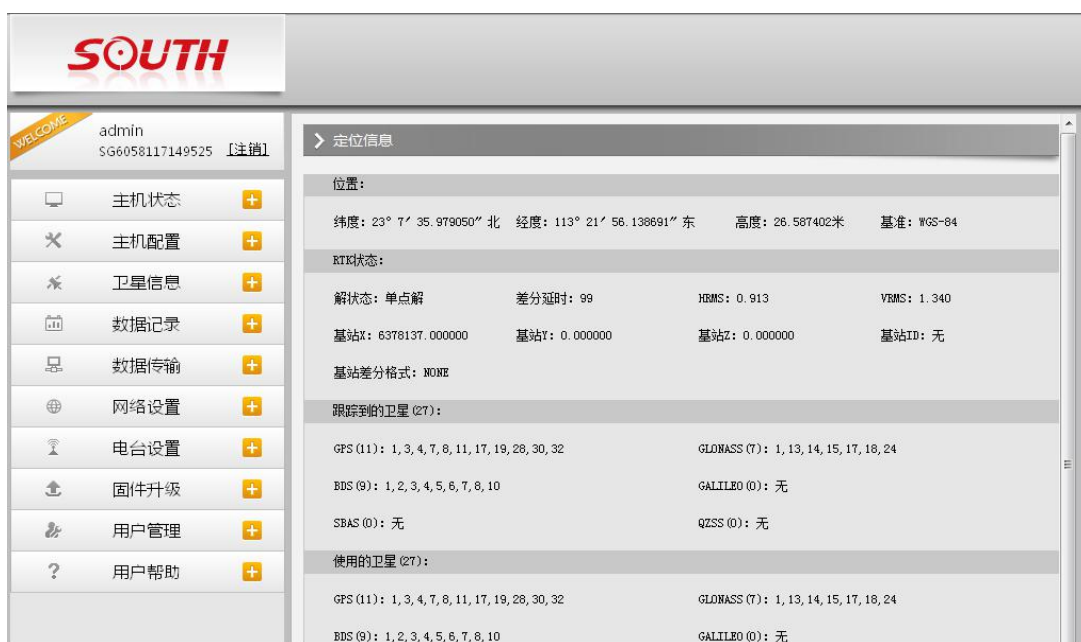 SOUTH
WELCOME
admin
SG6058117149525 [注销]
主机状态
主机配置
卫星信息
数据记录
数据传输
网络设置
电台设置
固件升级
用户管理
用户帮助
定位信息
位置:
纬度: 23° 7′ 35.979050″ 北 经度: 113° 21′ 56.138691″ 东 高度: 26.587402米 基准: WGS-84
RTK状态:
解状态: 单点解 差分延时: 99 HRMS: 0.913 VRMS: 1.340
基站X: 6378137.000000 基站Y: 0.000000 基站Z: 0.000000 基站ID: 无
基站差分格式: NONE
跟踪到的卫星(27):
GPS(11): 1,3,4,7,8,11,17,19,28,30,32 GLONASS(7): 1,13,14,15,17,18,24
BDS(9): 1,2,3,4,5,6,7,8,10 GALILEO(0): 无
SBAS(0): 无 QZSS(0): 无
使用的卫星(27):
GPS(11): 1,3,4,7,8,11,17,19,28,30,32 GLONASS(7): 1,13,14,15,17,18,24
BDS(9): 1,2,3,4,5,6,7,8,10 GALILEO(0): 无